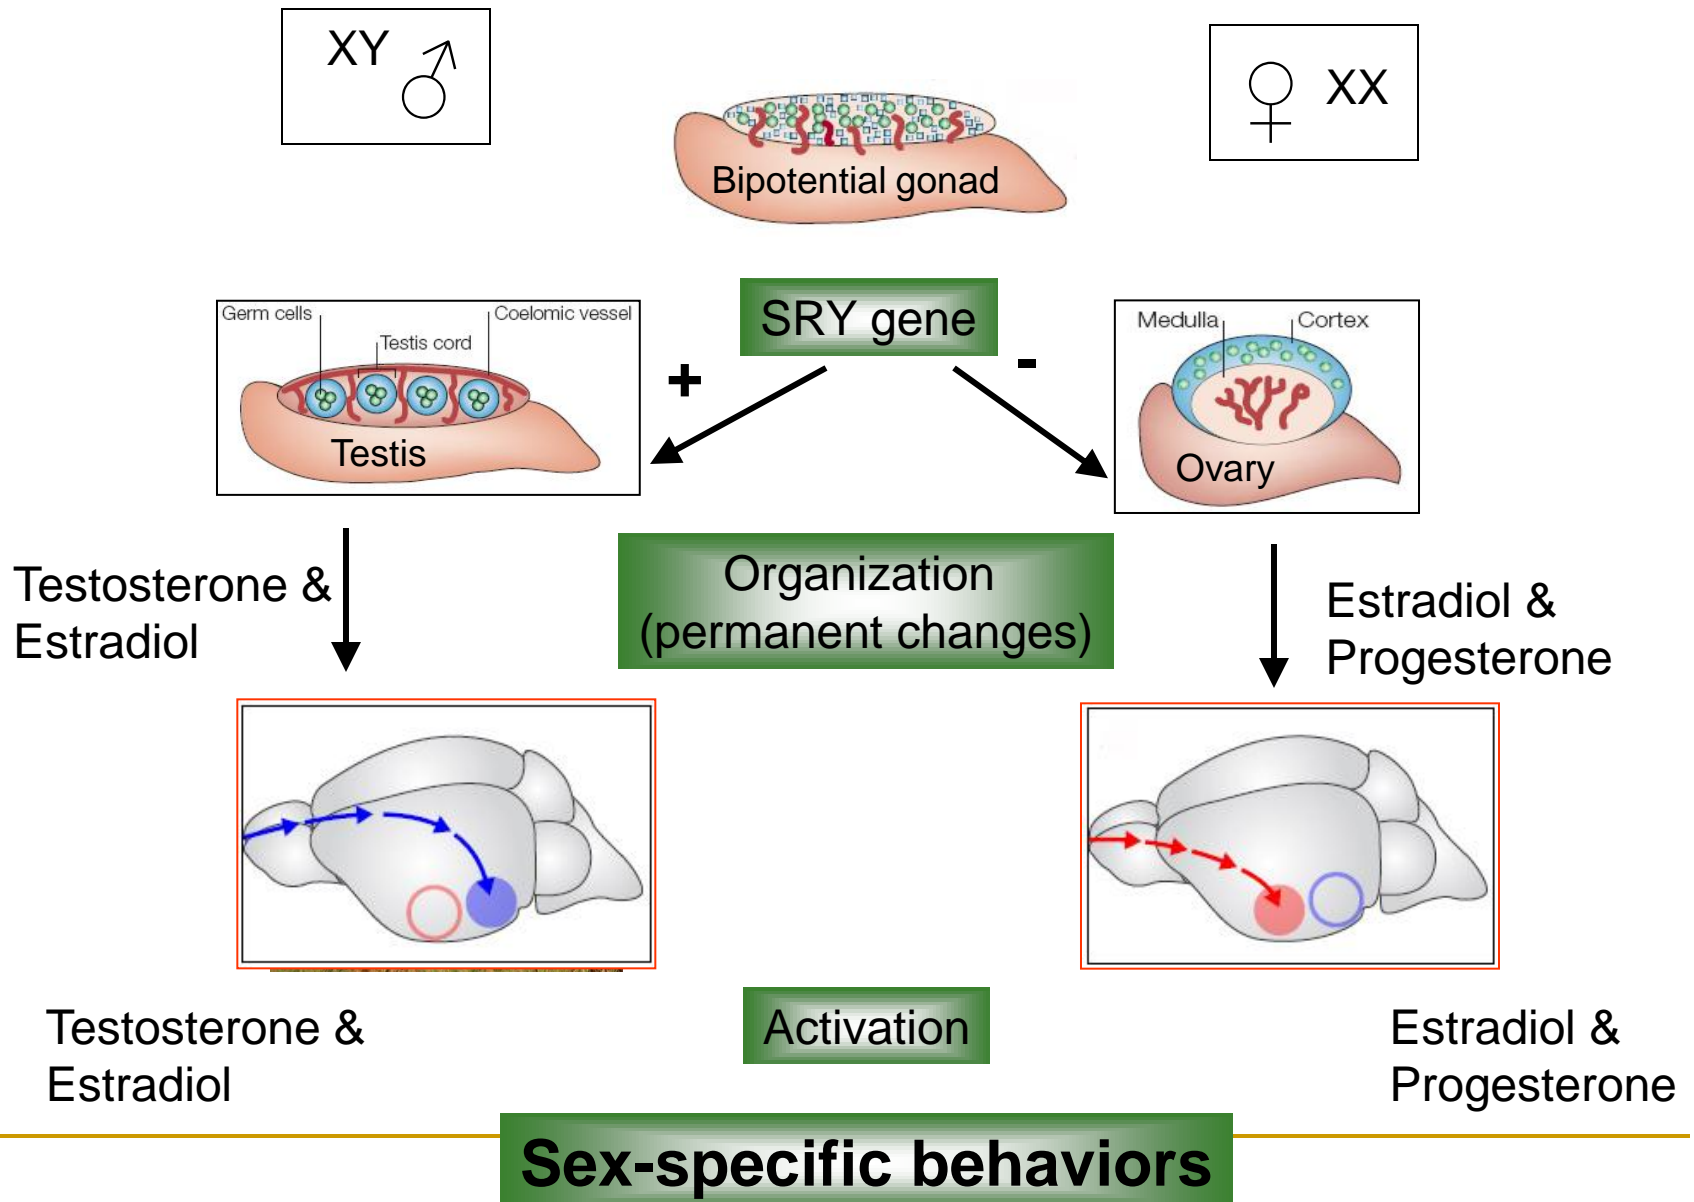 XY
XX
Bipotential gonad
SRY gene
Germ cells
Coelomic vessel
Testis cord
Testis
+
-
Medulla
Cortex
Ovary
Testosterone &
Estradiol
Organization
(permanent changes)
Estradiol &
Progesterone
Testosterone &
Estradiol
Activation
Estradiol &
Progesterone
Sex-specific behaviors